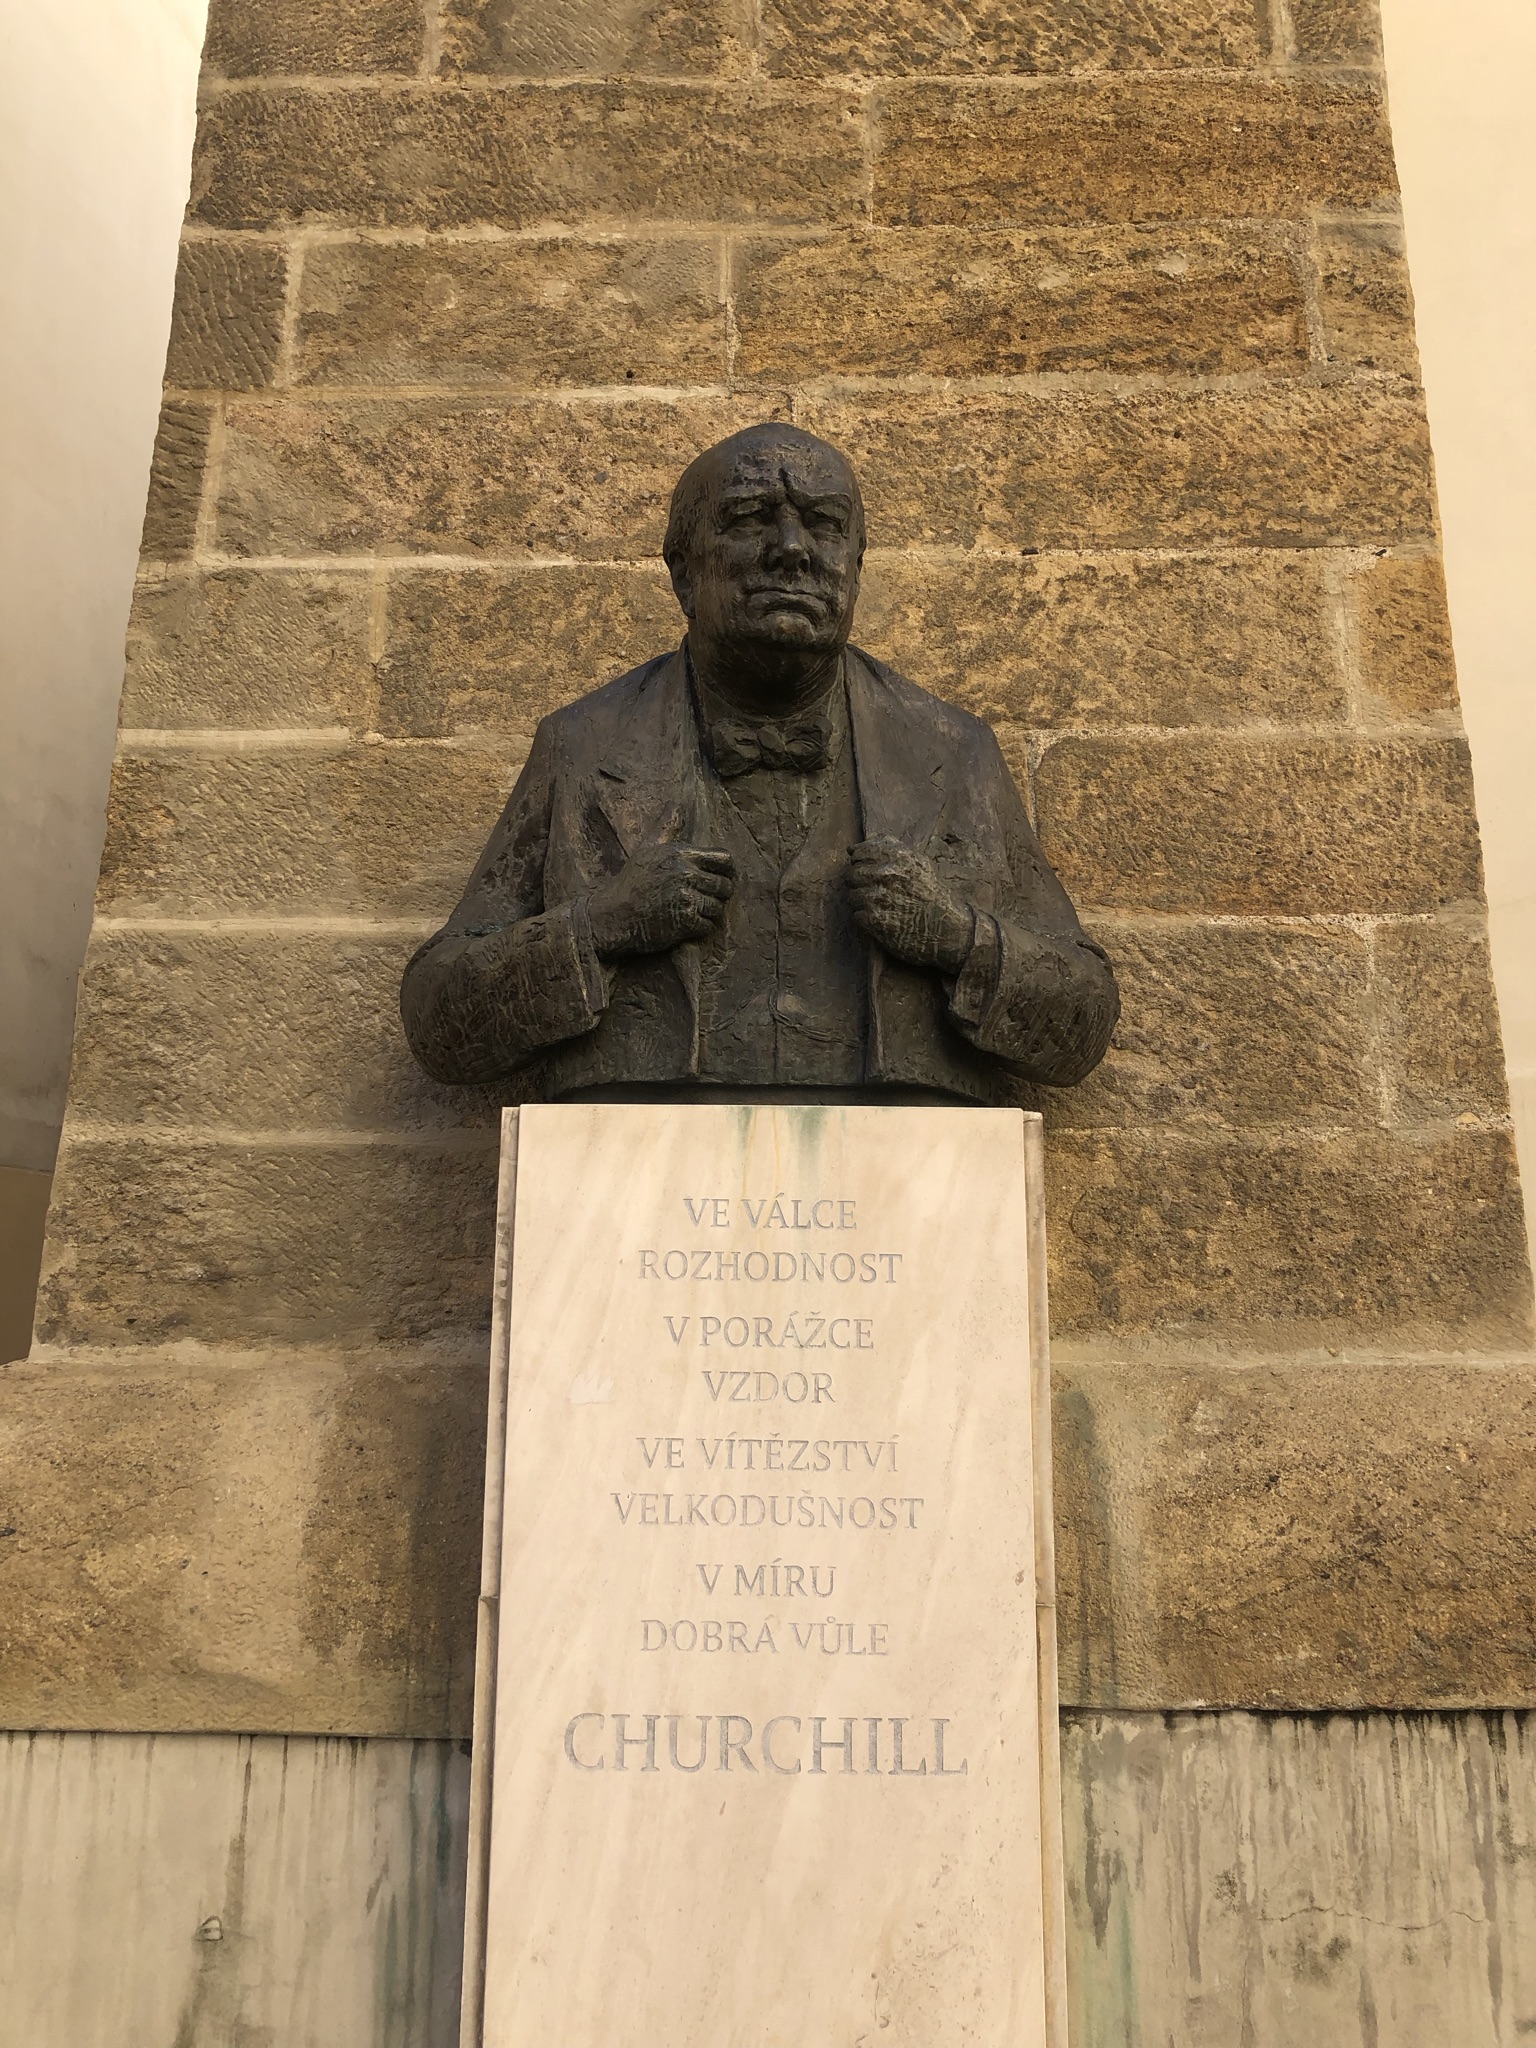 VE VÁLCE
ROZHODNOST
V PORÁŽCE
VZDOR
VE VÍTĚZSTVÍ
VELKODUŠNOST
V MÍRU
DOBRÁ VŮLE
CHURCHILL